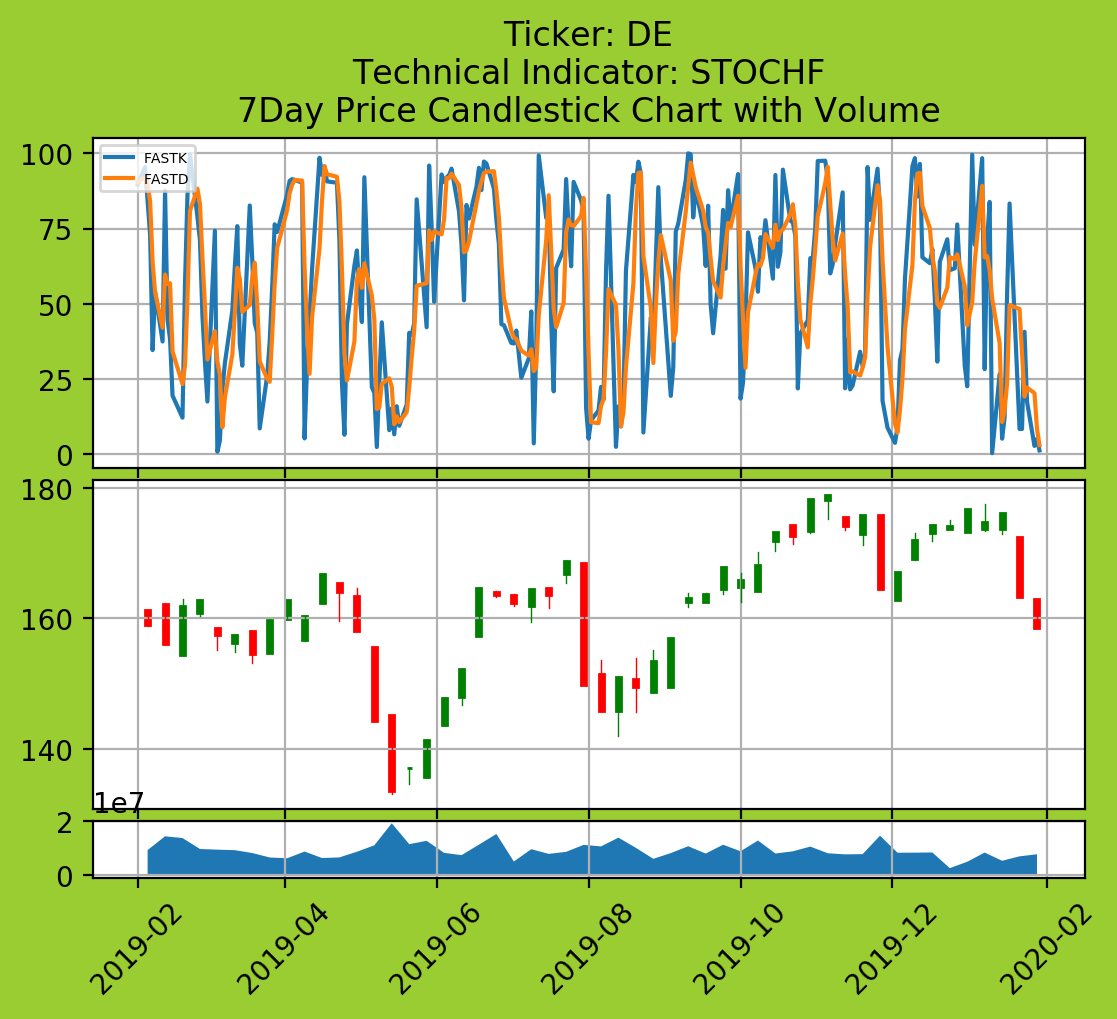 Ticker: DE
Technical Indicator: STOCHF
7Day Price Candlestick Chart with Volume
100
75
50
25
0
FASTK
FASTD
180
160
140
1e7
2
0
2019-02
2019-04
2019-06
2019-08
2019-10
2019-12
2020-02